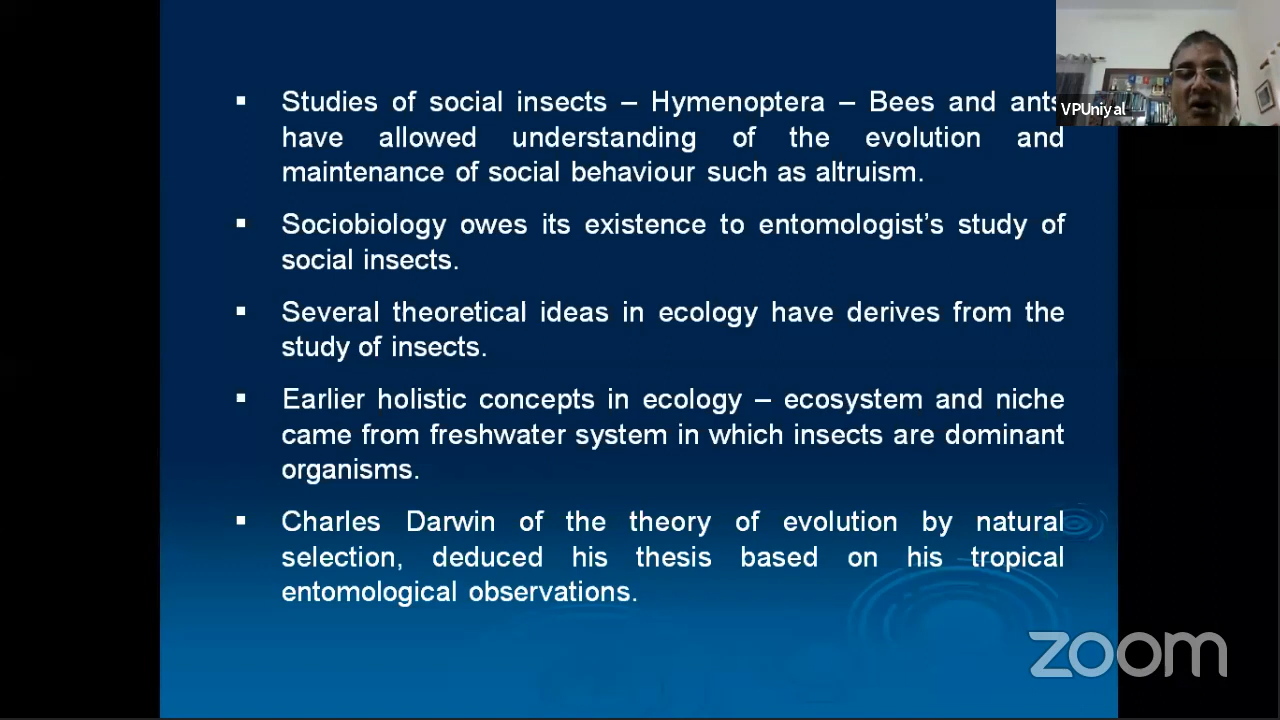 Studies of social insects – Hymenoptera – Bees and ants
have allowed understanding of the evolution and
maintenance of social behaviour such as altruism.
Sociobiology owes its existence to entomologist's study of
social insects.
Several theoretical ideas in ecology have derives from the
study of insects.
Earlier holistic concepts in ecology – ecosystem and niche
came from freshwater system in which insects are dominant
organisms.
Charles Darwin of the theory of evolution by natural
selection, deduced his thesis based on his tropical
entomological observations.
VPUniyal
zoom